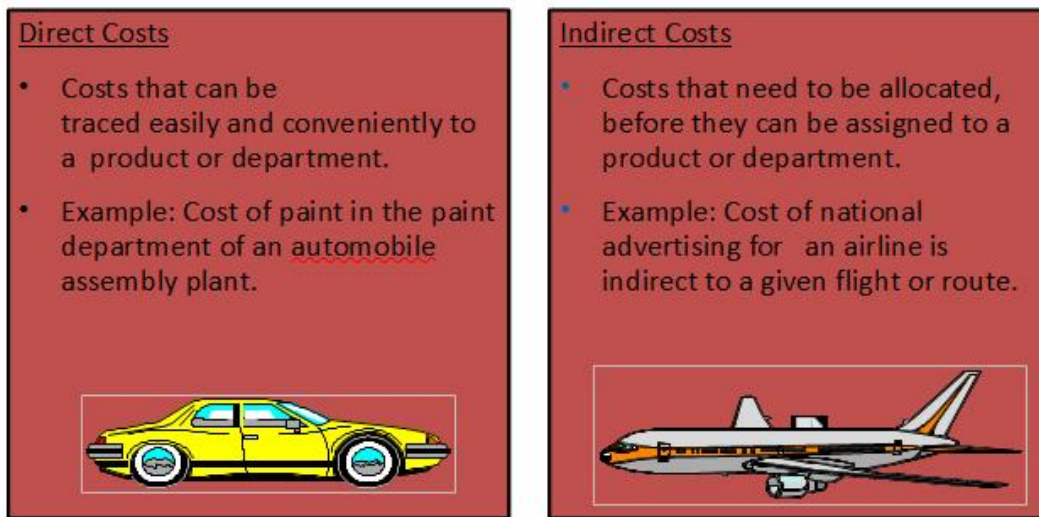 Direct Costs
• Costs that can be
traced easily and conveniently to
a product or department.
• Example: Cost of paint in the paint
department of an automobile
assembly plant.
Indirect Costs
• Costs that need to be allocated,
before they can be assigned to a
product or department.
• Example: Cost of national
advertising for an airline is
indirect to a given flight or route.